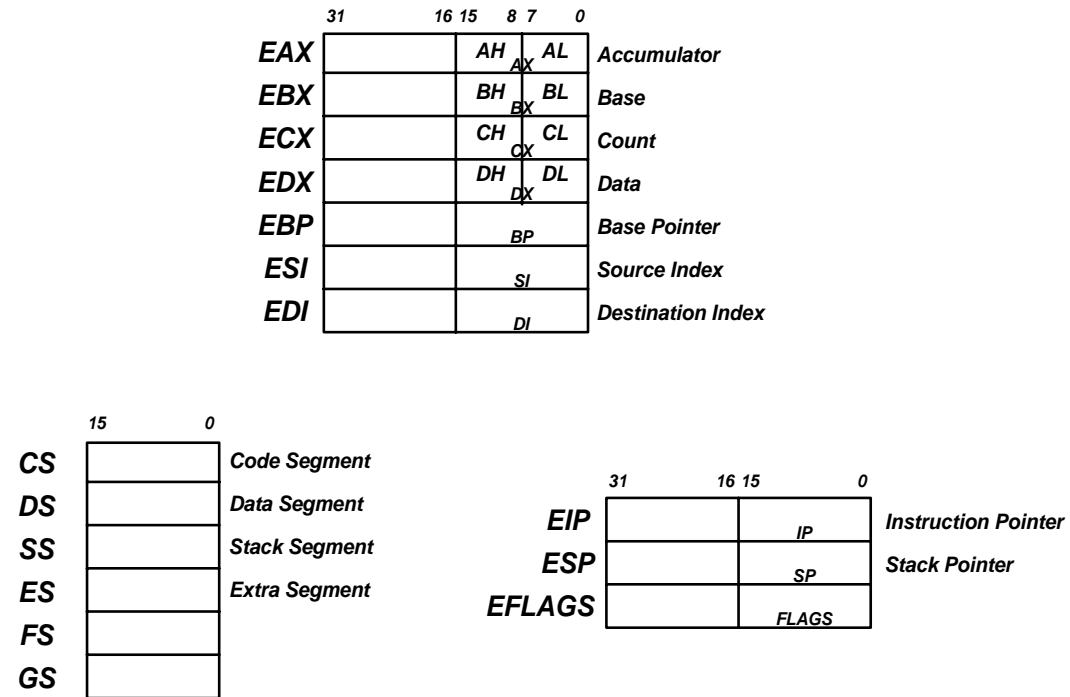 31 16 15 8 7 0
EAX AH AX AL Accumulator
EBX BH BX BL Base
ECX CH CX CL Count
EDX DH DX DL Data
EBP BP Base Pointer
ESI SI Source Index
EDI DI Destination Index
15 0
CS Code Segment
DS Data Segment
SS Stack Segment
ES Extra Segment
FS
GS
31 16 15 0
EIP IP Instruction Pointer
ESP SP Stack Pointer
EFLAGS FLAGS